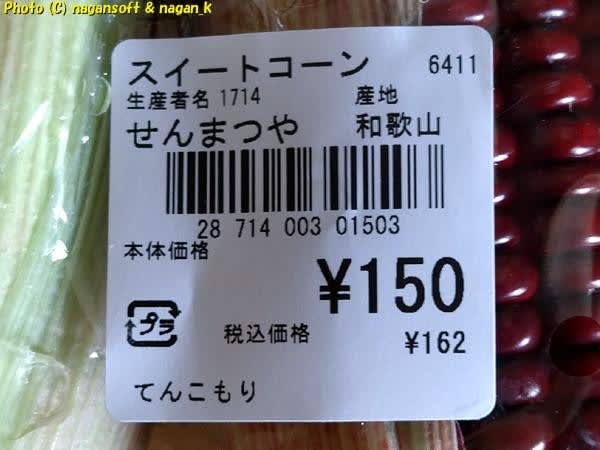 Photo (C) nagansoft & nagan_K
スイートコーン 6411
生産者名 1714 産地
せんまつや 和歌山
28 714 003 01503
本体価格
¥150
プラ
税込価格 ¥162
てんこもり